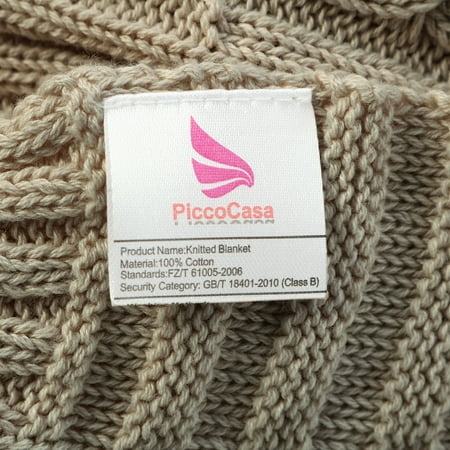 PiccoCasa
Product Name:Knitted Blanket
Material:100% Cotton
Standards:FZ/T 61005-2006
Security Category: GB/T 18401-2010 (Class B)